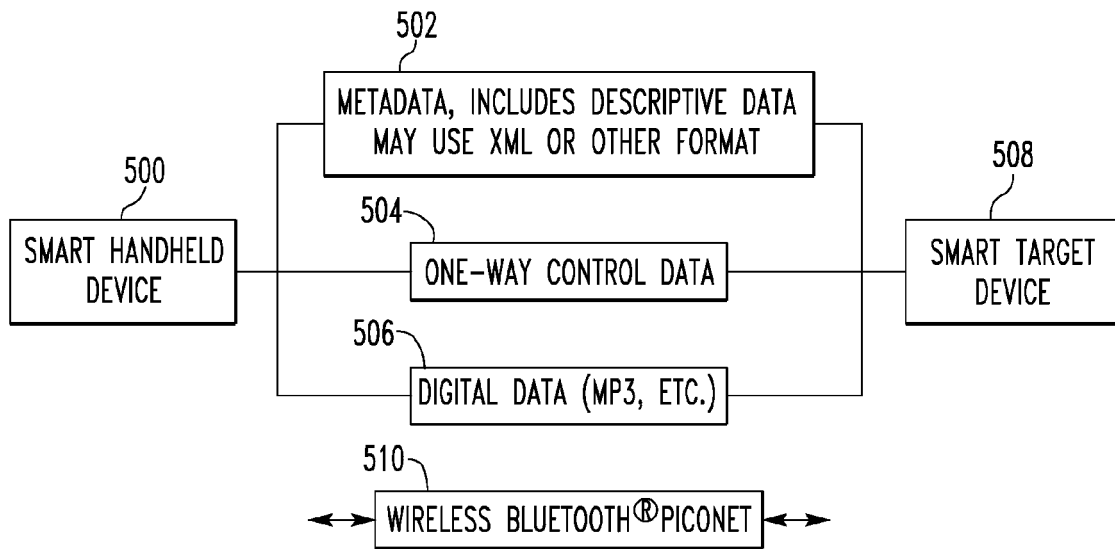 502
METADATA, INCLUDES DESCRIPTIVE DATA
MAY USE XML OR OTHER FORMAT
500
SMART HANDHELD
DEVICE
504
ONE-WAY CONTROL DATA
508
SMART TARGET
DEVICE
506
DIGITAL DATA (MP3, ETC.)
510
WIRELESS BLUETOOTH® PICONET